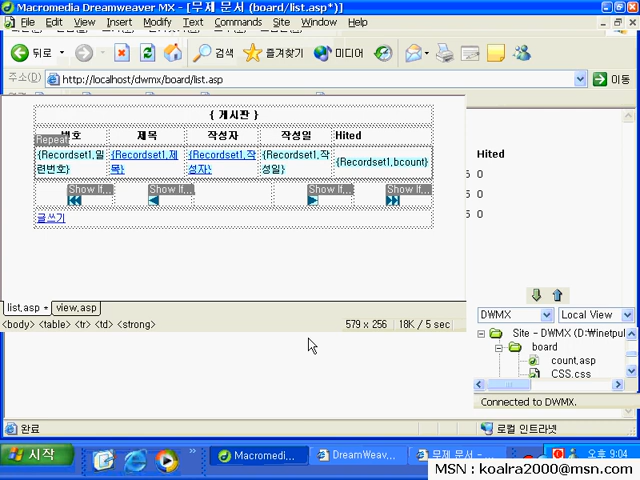 Macromedia Dreamweaver MX - [무제 문서 (board/list.asp*)]
File Edit View Insert Modify Text Commands Site Window Help
뒤로 검색 즐겨찾기 미디어
주소(D) http://localhost/dwmx/board/list.asp 이동
{ 게시판 }
Repeat
번호 제목 작성자 작성일 Hited
{Recordset1.일련번호} {Recordset1.제목} {Recordset1.작성자} {Recordset1.작성일} {Recordset1.bcount}
Show If... Show If... Show If... Show If...
글쓰기
Hited
6 0
5 0
5 0
DWMX Local View
list.asp * view.asp
<body> <table> <tr> <td> <strong> 579 x 256 18K / 5 sec
Site - DWMX (D:\inetpul
board
count.asp
CSS.css
Connected to DWMX.
완료 로컬 인트라넷
시작 Macromedi... DreamWeav... 무제 문서 - ... 오후 9:04
MSN : koalra2000@msn.com